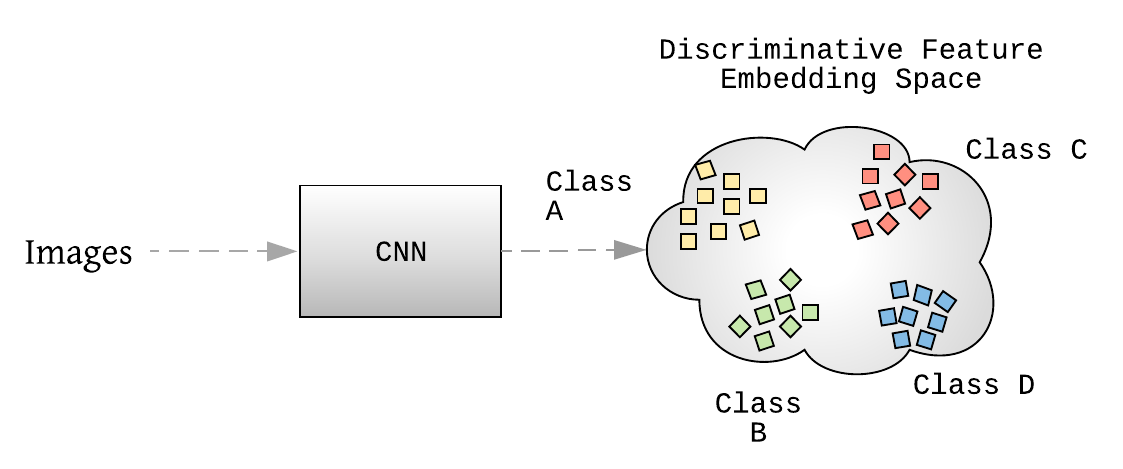 Discriminative Feature
Embedding Space
Class C
Class
A
Images
CNN
Class D
Class
B